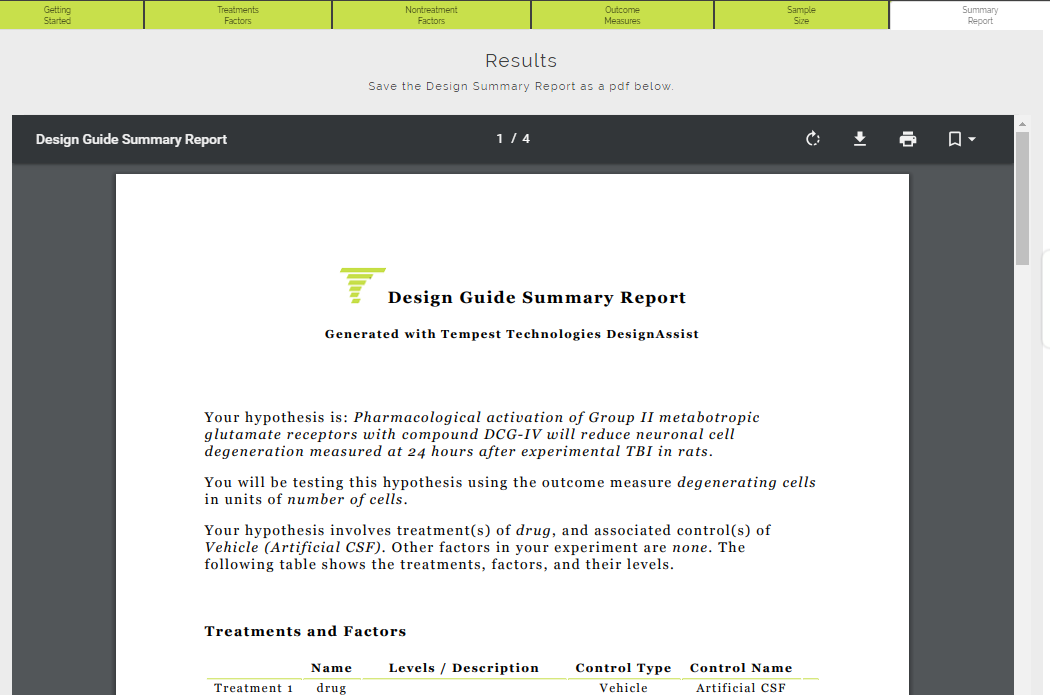 Getting
Started
Treatments
Factors
Nontreatment
Factors
Outcome
Measures
Sample
Size
Summary
Report
Results
Save the Design Summary Report as a pdf below.
Design Guide Summary Report
1 / 4
Design Guide Summary Report
Generated with Tempest Technologies DesignAssist
Your hypothesis is: Pharmacological activation of Group II metabotropic
glutamate receptors with compound DCG-IV will reduce neuronal cell
degeneration measured at 24 hours after experimental TBI in rats.
You will be testing this hypothesis using the outcome measure degenerating cells
in units of number of cells.
Your hypothesis involves treatment(s) of drug, and associated control(s) of
Vehicle (Artificial CSF). Other factors in your experiment are none. The
following table shows the treatments, factors, and their levels.
Treatments and Factors
Name Levels / Description Control Type Control Name
Treatment 1 drug Vehicle Artificial CSF